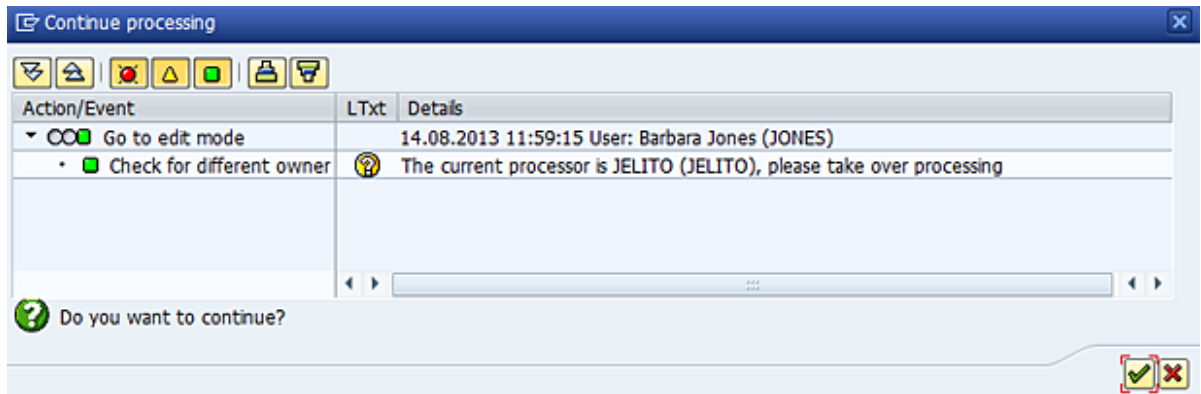 Continue processing
Action/Event LTxt Details
Go to edit mode 14.08.2013 11:59:15 User: Barbara Jones (JONES)
Check for different owner The current processor is JELITO (JELITO), please take over processing
Do you want to continue?